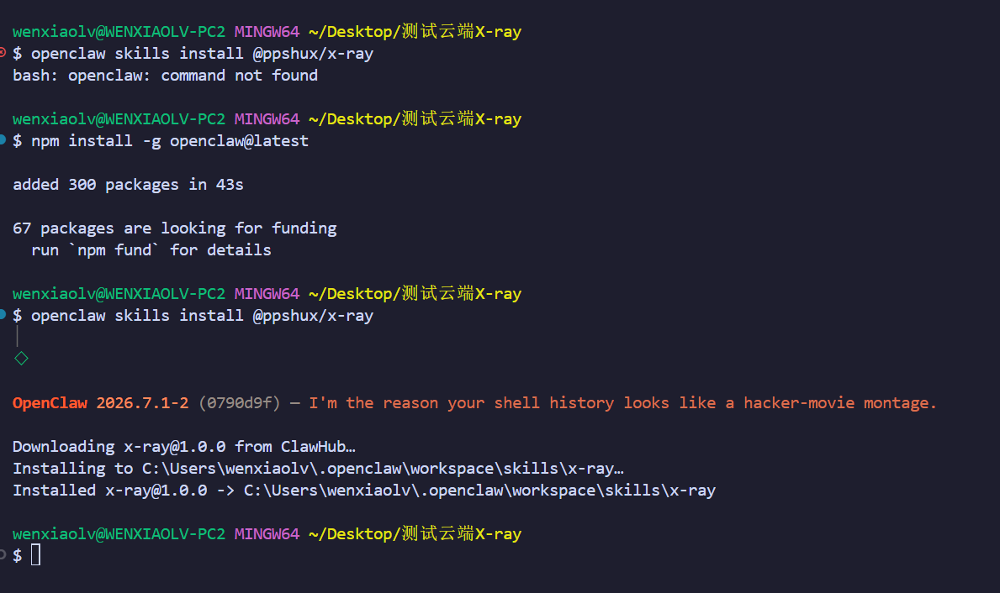 wenxiaolv@WENXIAOLV-PC2 MINGW64 ~/Desktop/测试云端X-ray
$ openclaw skills install @ppshux/x-ray
bash: openclaw: command not found
wenxiaolv@WENXIAOLV-PC2 MINGW64 ~/Desktop/测试云端X-ray
$ npm install -g openclaw@latest
added 300 packages in 43s
67 packages are looking for funding
  run `npm fund` for details
wenxiaolv@WENXIAOLV-PC2 MINGW64 ~/Desktop/测试云端X-ray
$ openclaw skills install @ppshux/x-ray
OpenClaw 2026.7.1-2 (0790d9f) — I'm the reason your shell history looks like a hacker-movie montage.
Downloading x-ray@1.0.0 from ClawHub…
Installing to C:\Users\wenxiaolv\.openclaw\workspace\skills\x-ray…
Installed x-ray@1.0.0 -> C:\Users\wenxiaolv\.openclaw\workspace\skills\x-ray
wenxiaolv@WENXIAOLV-PC2 MINGW64 ~/Desktop/测试云端X-ray
$